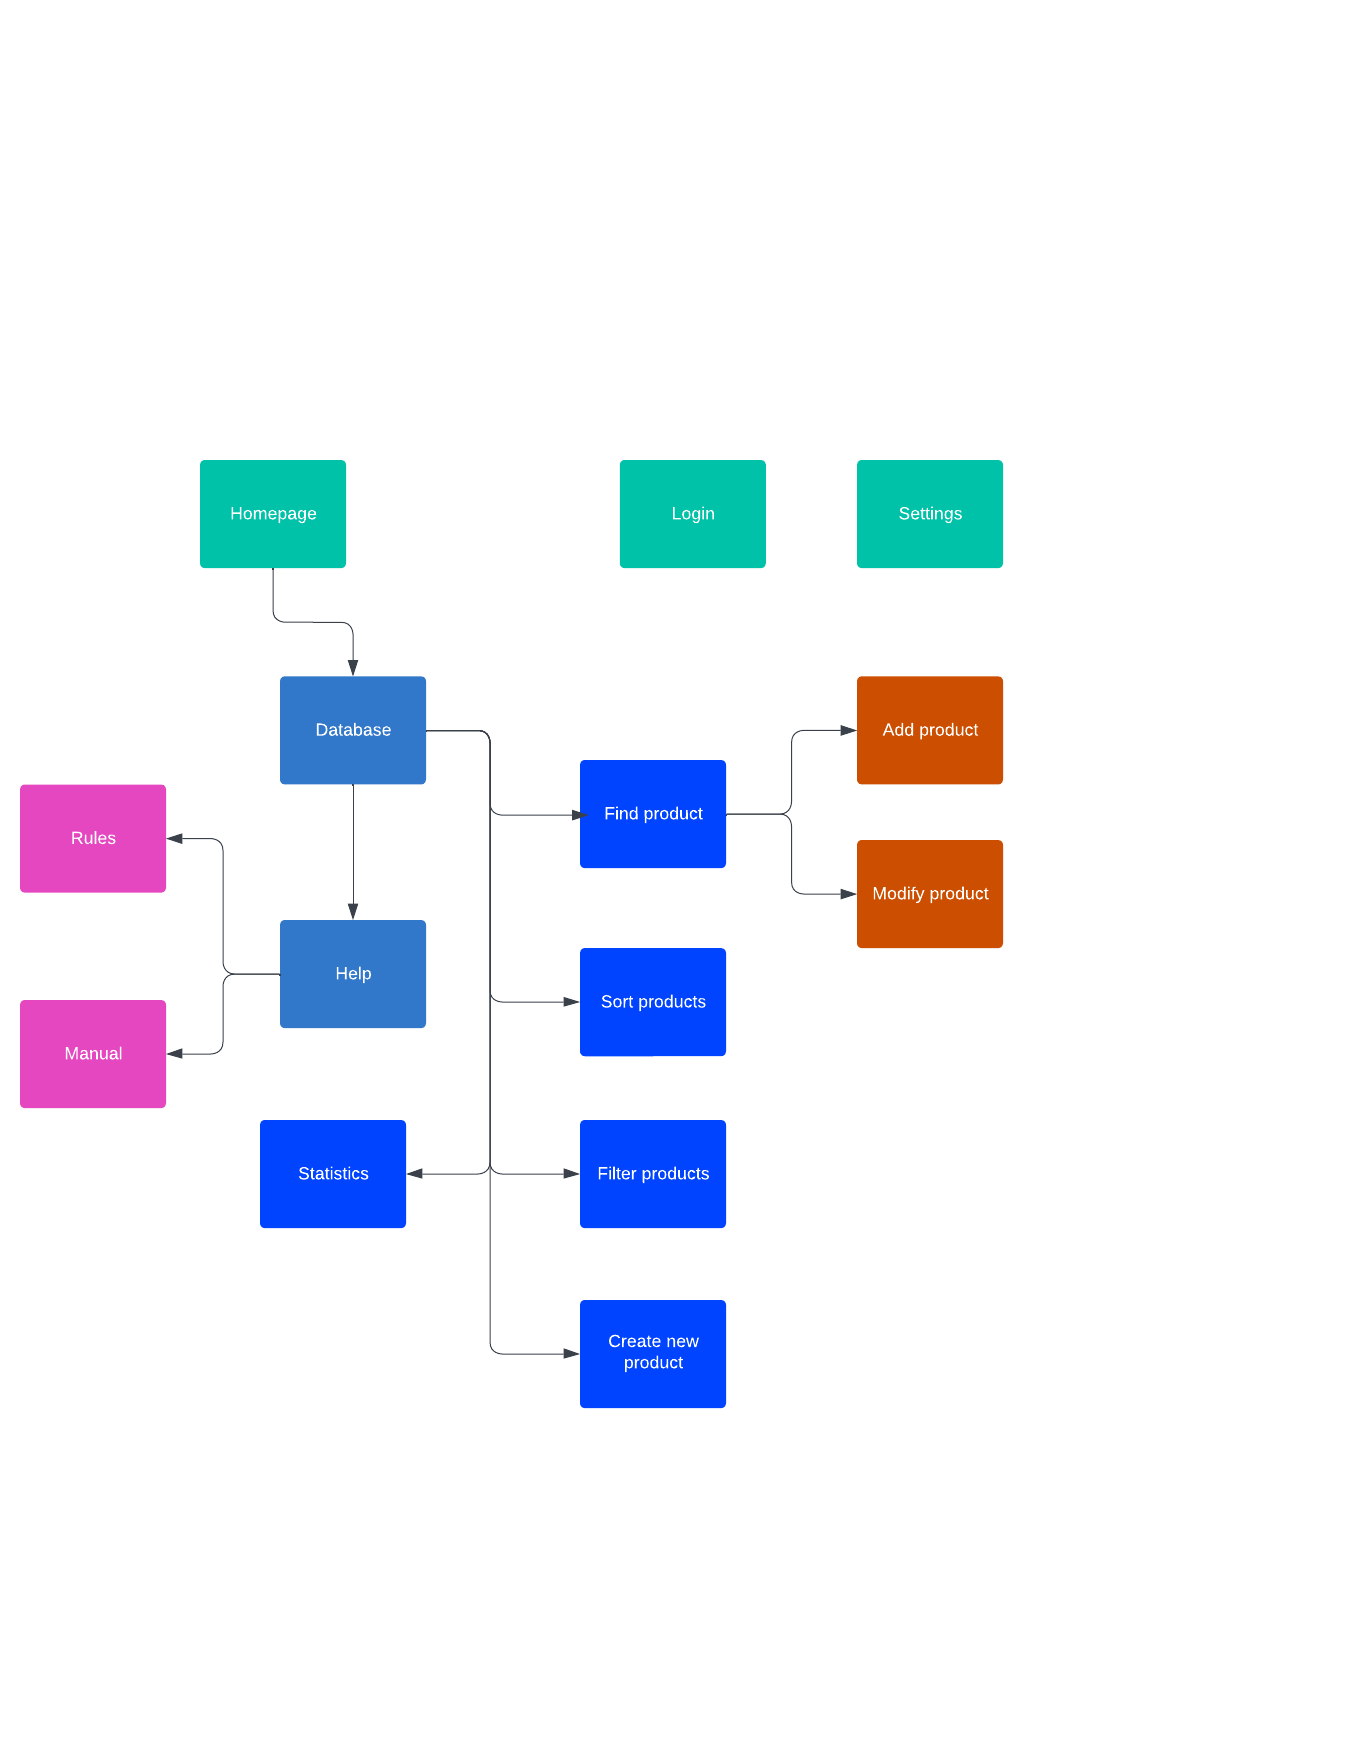 Homepage
Login
Settings
Database
Add product
Find product
Rules
Modify product
Help
Sort products
Manual
Statistics
Filter products
Create new
product